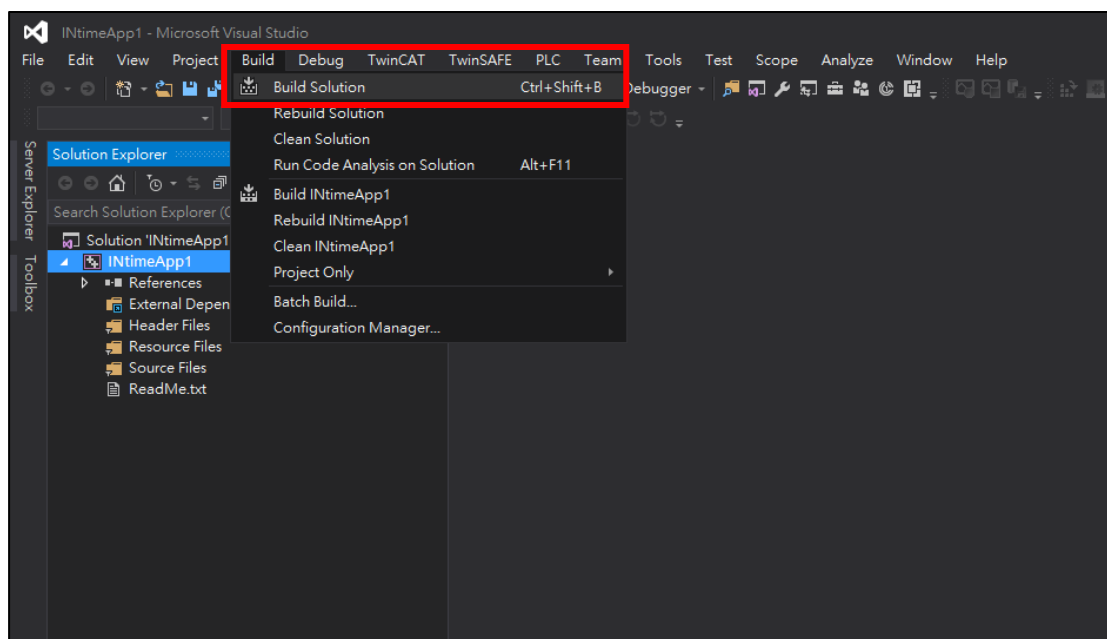 INtimeApp1 - Microsoft Visual Studio
File Edit View Project Build Debug TwinCAT TwinSAFE PLC Team Tools Test Scope Analyze Window Help
Build Solution Ctrl+Shift+B
Debugger
Rebuild Solution
Clean Solution
Run Code Analysis on Solution Alt+F11
Build INtimeApp1
Rebuild INtimeApp1
Clean INtimeApp1
Project Only
Batch Build...
Configuration Manager...
Server Explorer
Toolbox
Solution Explorer
Search Solution Explorer (C
Solution 'INtimeApp1
INtimeApp1
References
External Depen
Header Files
Resource Files
Source Files
ReadMe.txt